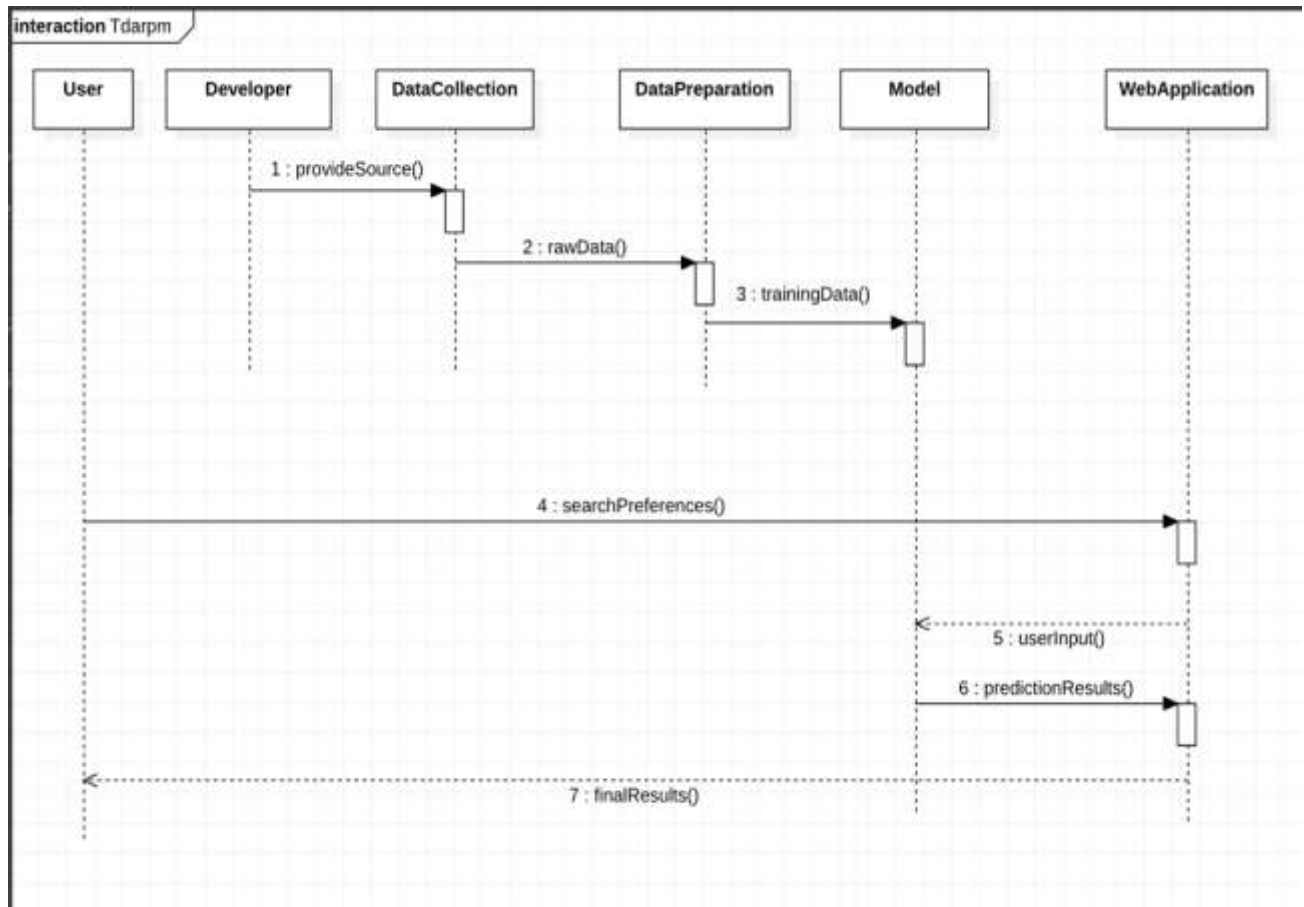 interaction Tdarpm
User
Developer
DataCollection
DataPreparation
Model
WebApplication
1 : provideSource()
2 : rawData()
3 : trainingData()
4 : searchPreferences()
5 : userInput()
6 : predictionResults()
7 : finalResults()